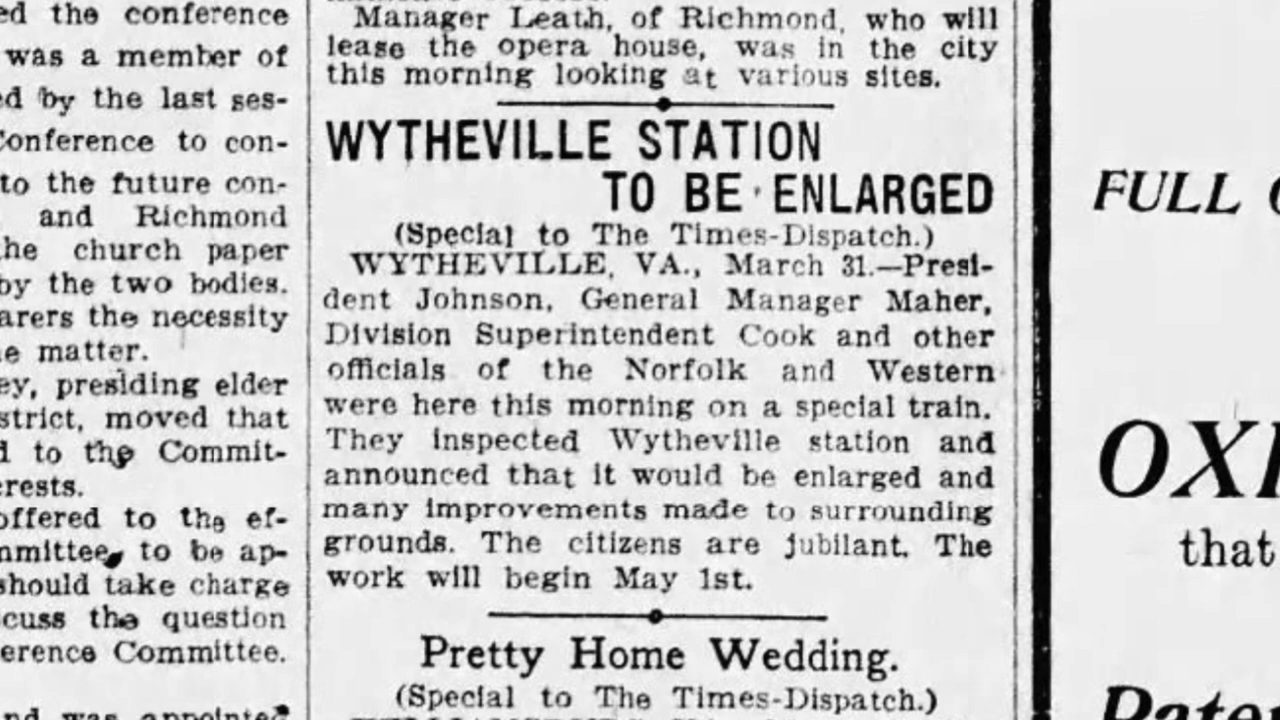 ed the conference
was a member of
ed by the last ses-
Conference to con-
to the future con-
and Richmond
the church paper
by the two bodies.
arers the necessity
e matter.
ey, presiding elder
strict, moved that
d to the Commit-
erests.
offered to the ef-
mmittee, to be ap-
should take charge
cuss the question
erence Committee.
and was appointed
Manager Leath, of Richmond, who will
lease the opera house, was in the city
this morning looking at various sites.
WYTHEVILLE STATION
TO BE ENLARGED
(Special to The Times-Dispatch.)
WYTHEVILLE, VA., March 31.—Presi-
dent Johnson, General Manager Maher,
Division Superintendent Cook and other
officials of the Norfolk and Western
were here this morning on a special train.
They inspected Wytheville station and
announced that it would be enlarged and
many improvements made to surrounding
grounds. The citizens are jubilant. The
work will begin May 1st.
Pretty Home Wedding.
(Special to The Times-Dispatch.)
FULL
OXF
that
Paten